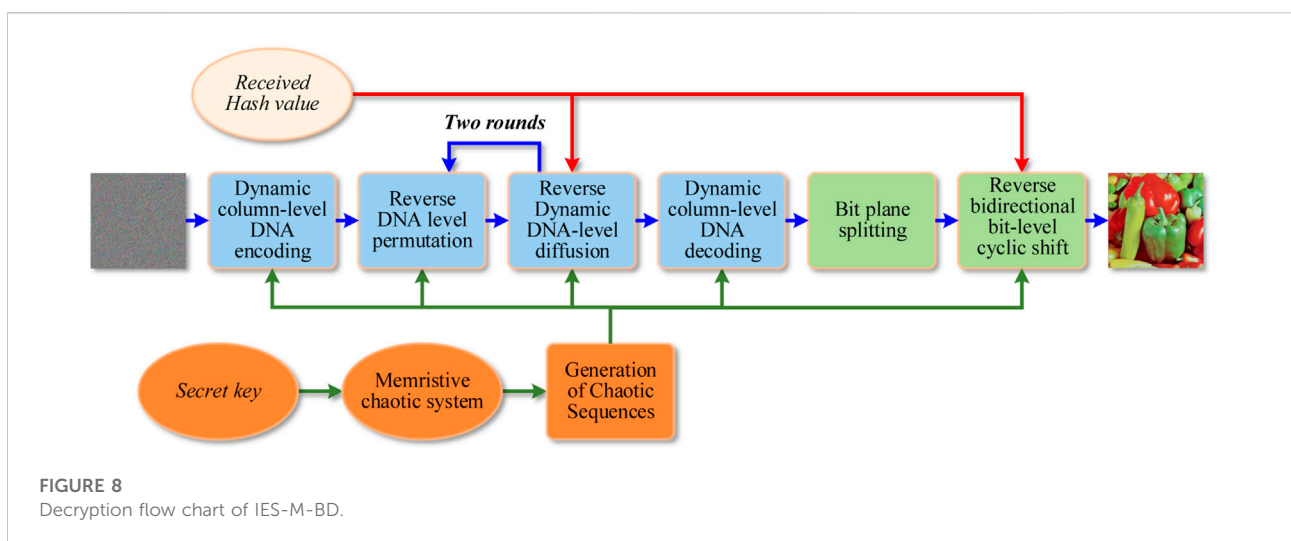 Received
Hash value
Two rounds
Dynamic
column-level
DNA
encoding
Reverse
DNA level
permutation
Reverse
Dynamic
DNA-level
diffusion
Dynamic
column-level
DNA
decoding
Bit plane
splitting
Reverse
bidirectional
bit-level
cyclic shift
Secret key
Memristive
chaotic system
Generation
of Chaotic
Sequences
FIGURE 8
Decryption flow chart of IES-M-BD.